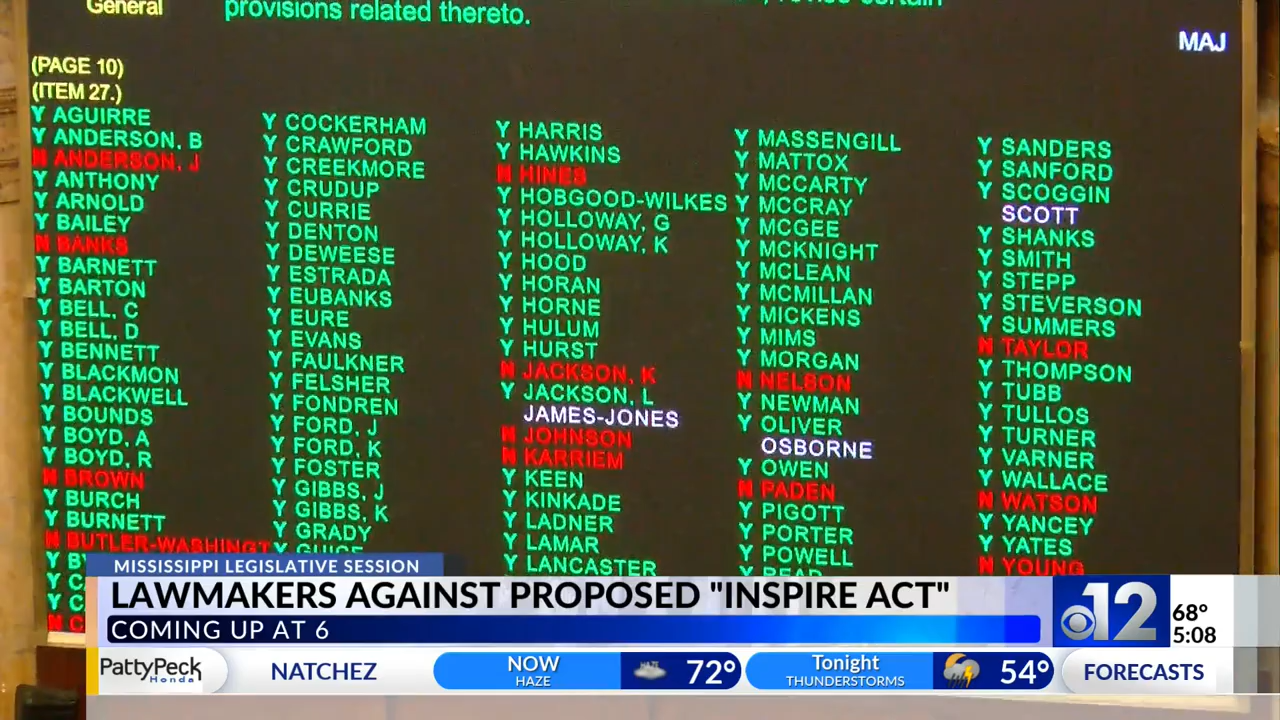 General
provisions related thereto.
MAJ
(PAGE 10)
(ITEM 27.)
Y AGUIRRE
Y ANDERSON, B
N ANDERSON, J
Y ANTHONY
Y ARNOLD
Y BAILEY
N BANKS
Y BARNETT
Y BARTON
Y BELL, C
Y BELL, D
Y BENNETT
Y BLACKMON
Y BLACKWELL
Y BOUNDS
Y BOYD, A
Y BOYD, R
N BROWN
Y BURCH
Y BURNETT
N BUTLER-WASHINGT
Y COCKERHAM
Y CRAWFORD
Y CREEKMORE
Y CRUDUP
Y CURRIE
Y DENTON
Y DEWEESE
Y ESTRADA
Y EUBANKS
Y EURE
Y EVANS
Y FAULKNER
Y FELSHER
Y FONDREN
Y FORD, J
Y FORD, K
Y FOSTER
Y GIBBS, J
Y GIBBS, K
Y GRADY
Y HARRIS
Y HAWKINS
N HINES
Y HOBGOOD-WILKES
Y HOLLOWAY, G
Y HOLLOWAY, K
Y HOOD
Y HORAN
Y HORNE
Y HULUM
Y HURST
N JACKSON, K
Y JACKSON, L
JAMES-JONES
N JOHNSON
N KARRIEM
Y KEEN
Y KINKADE
Y LADNER
Y LAMAR
Y LANCASTER
Y MASSENGILL
Y MATTOX
Y MCCARTY
Y MCCRAY
Y MCGEE
Y MCKNIGHT
Y MCLEAN
Y MCMILLAN
Y MICKENS
Y MIMS
Y MORGAN
N NELSON
Y NEWMAN
Y OLIVER
OSBORNE
Y OWEN
N PADEN
Y PIGOTT
Y PORTER
Y POWELL
Y SANDERS
Y SANFORD
Y SCOGGIN
SCOTT
Y SHANKS
Y SMITH
Y STEPP
Y STEVERSON
Y SUMMERS
N TAYLOR
Y THOMPSON
Y TUBB
Y TULLOS
Y TURNER
Y VARNER
Y WALLACE
N WATSON
Y YANCEY
Y YATES
N YOUNG
MISSISSIPPI LEGISLATIVE SESSION
LAWMAKERS AGAINST PROPOSED "INSPIRE ACT"
COMING UP AT 6
12
68°
5:08
PattyPeck
Honda
NATCHEZ
NOW
HAZE
72°
Tonight
THUNDERSTORMS
54°
FORECASTS